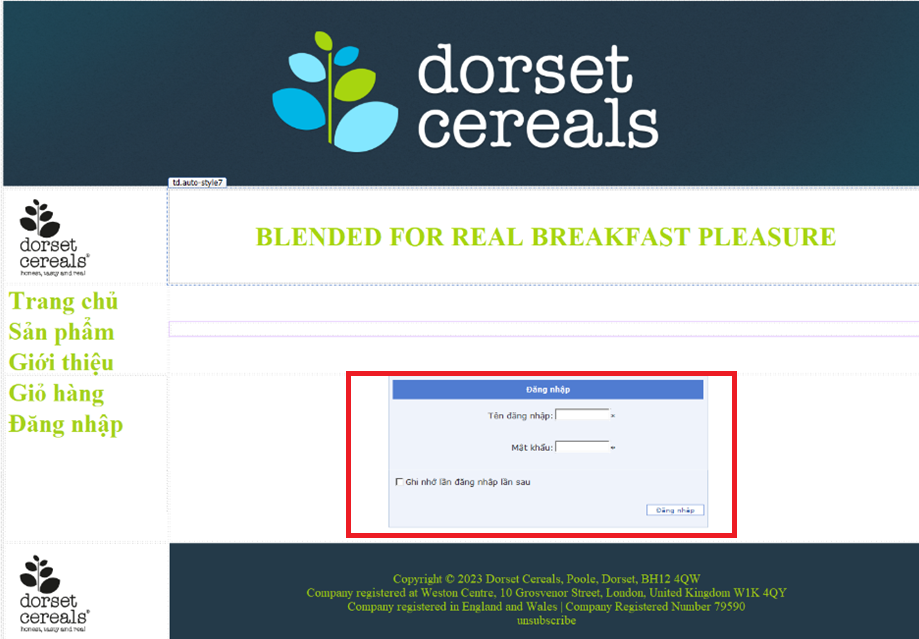 dorset
cereals
td.auto-style7
dorset
cereals®
honest, tasty and real
BLENDED FOR REAL BREAKFAST PLEASURE
Trang chủ
Sản phẩm
Giới thiệu
Giỏ hàng
Đăng nhập
Đăng nhập
Tên đăng nhập: *
Mật khẩu: *
Ghi nhớ lần đăng nhập lần sau
Đăng nhập
dorset
cereals®
honest, tasty and real
Copyright © 2023 Dorset Cereals, Poole, Dorset, BH12 4QW
Company registered at Weston Centre, 10 Grosvenor Street, London, United Kingdom W1K 4QY
Company registered in England and Wales | Company Registered Number 79590
unsubscribe